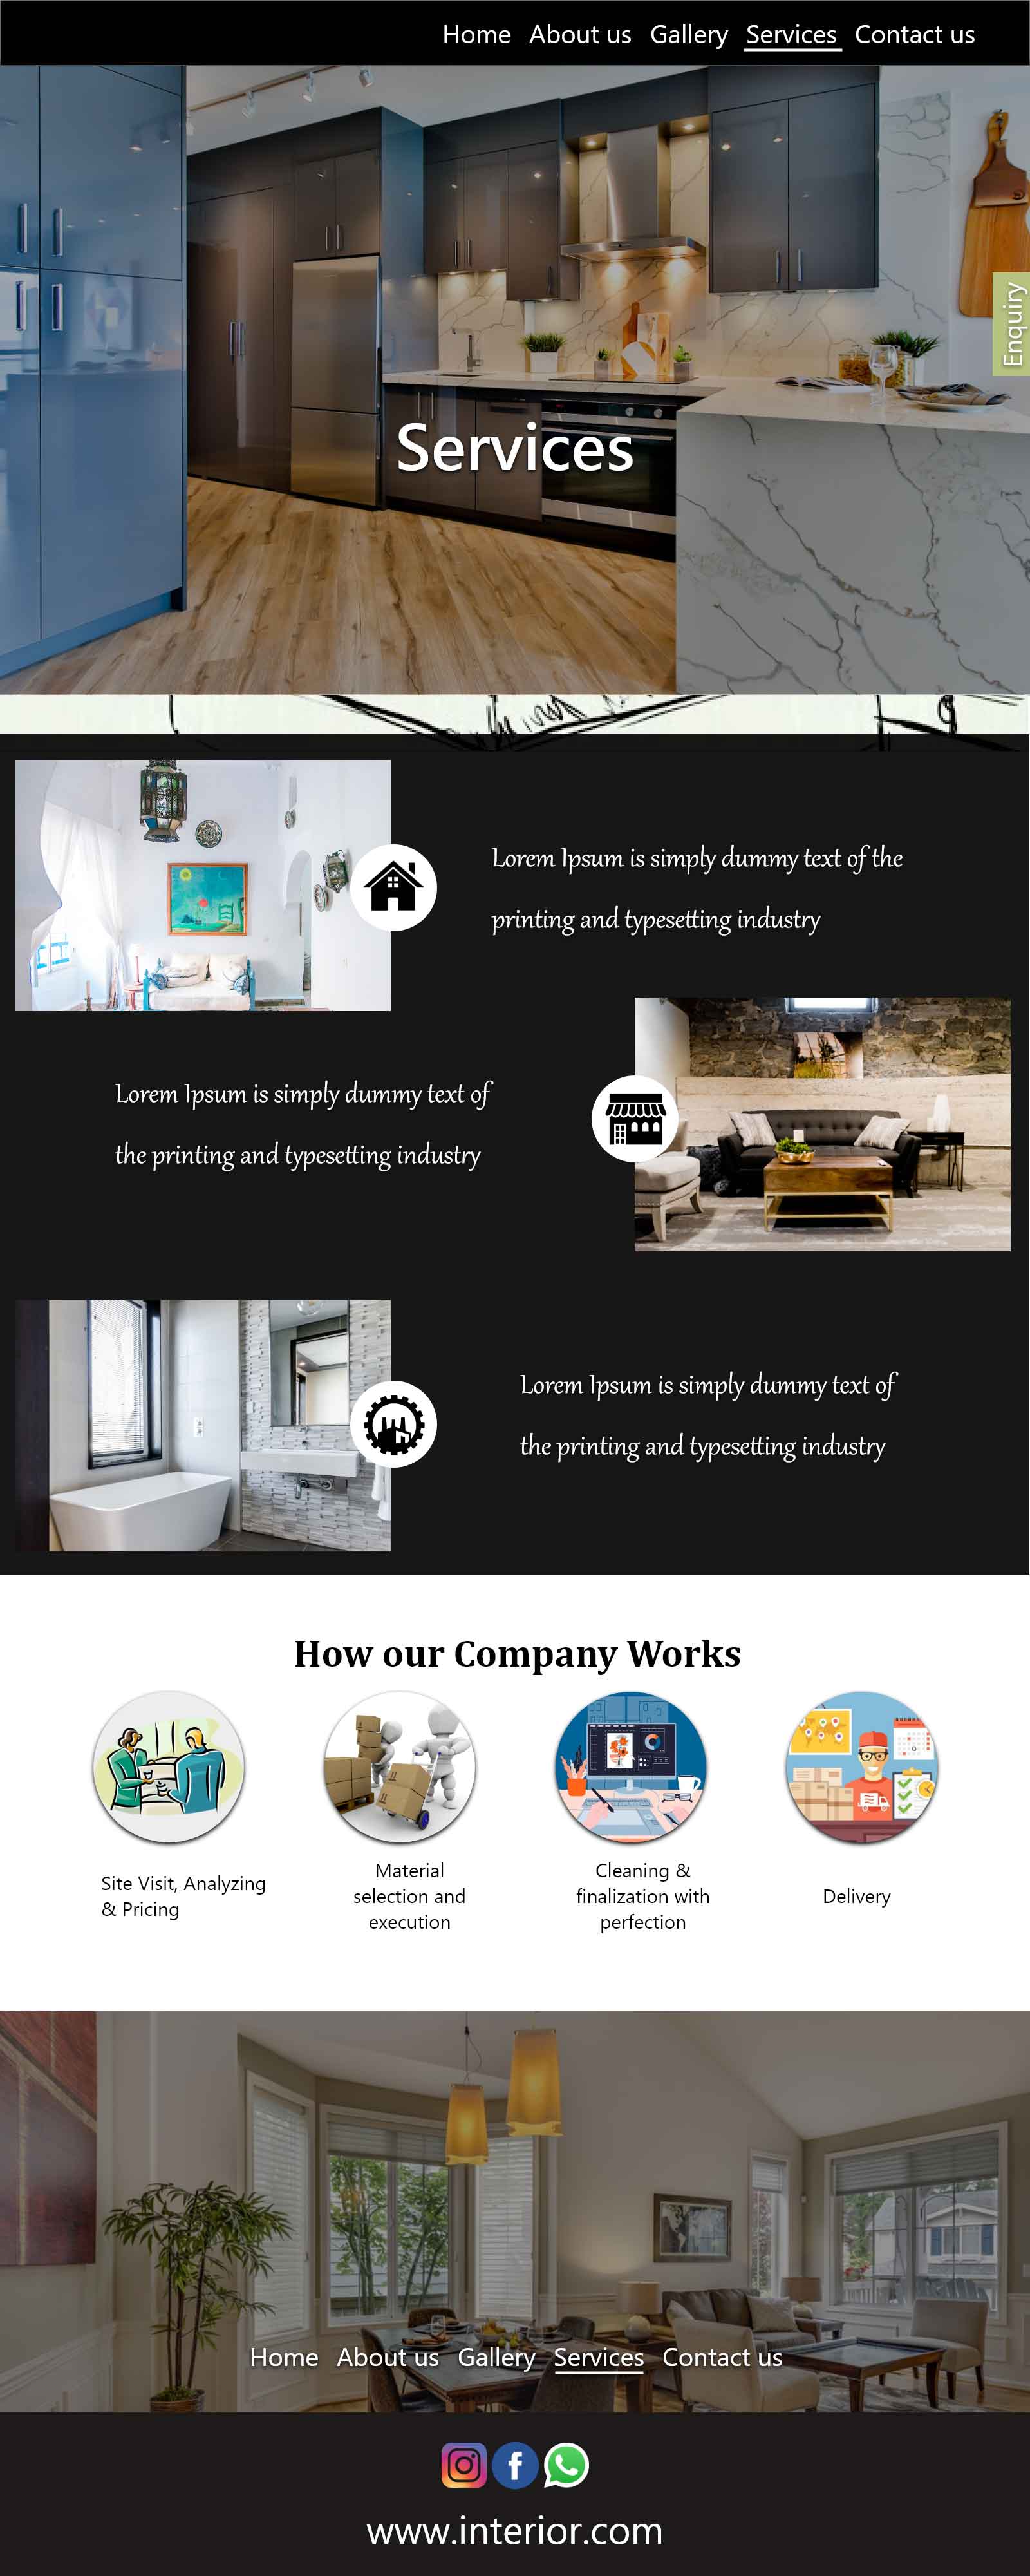 Home About us Gallery Services Contact us
Enquiry
Services
Lorem Ipsum is simply dummy text of the
printing and typesetting industry
Lorem Ipsum is simply dummy text of
the printing and typesetting industry
Lorem Ipsum is simply dummy text of
the printing and typesetting industry
How our Company Works
Site Visit, Analyzing
& Pricing
Material
selection and
execution
Cleaning &
finalization with
perfection
Delivery
Home About us Gallery Services Contact us
www.interior.com